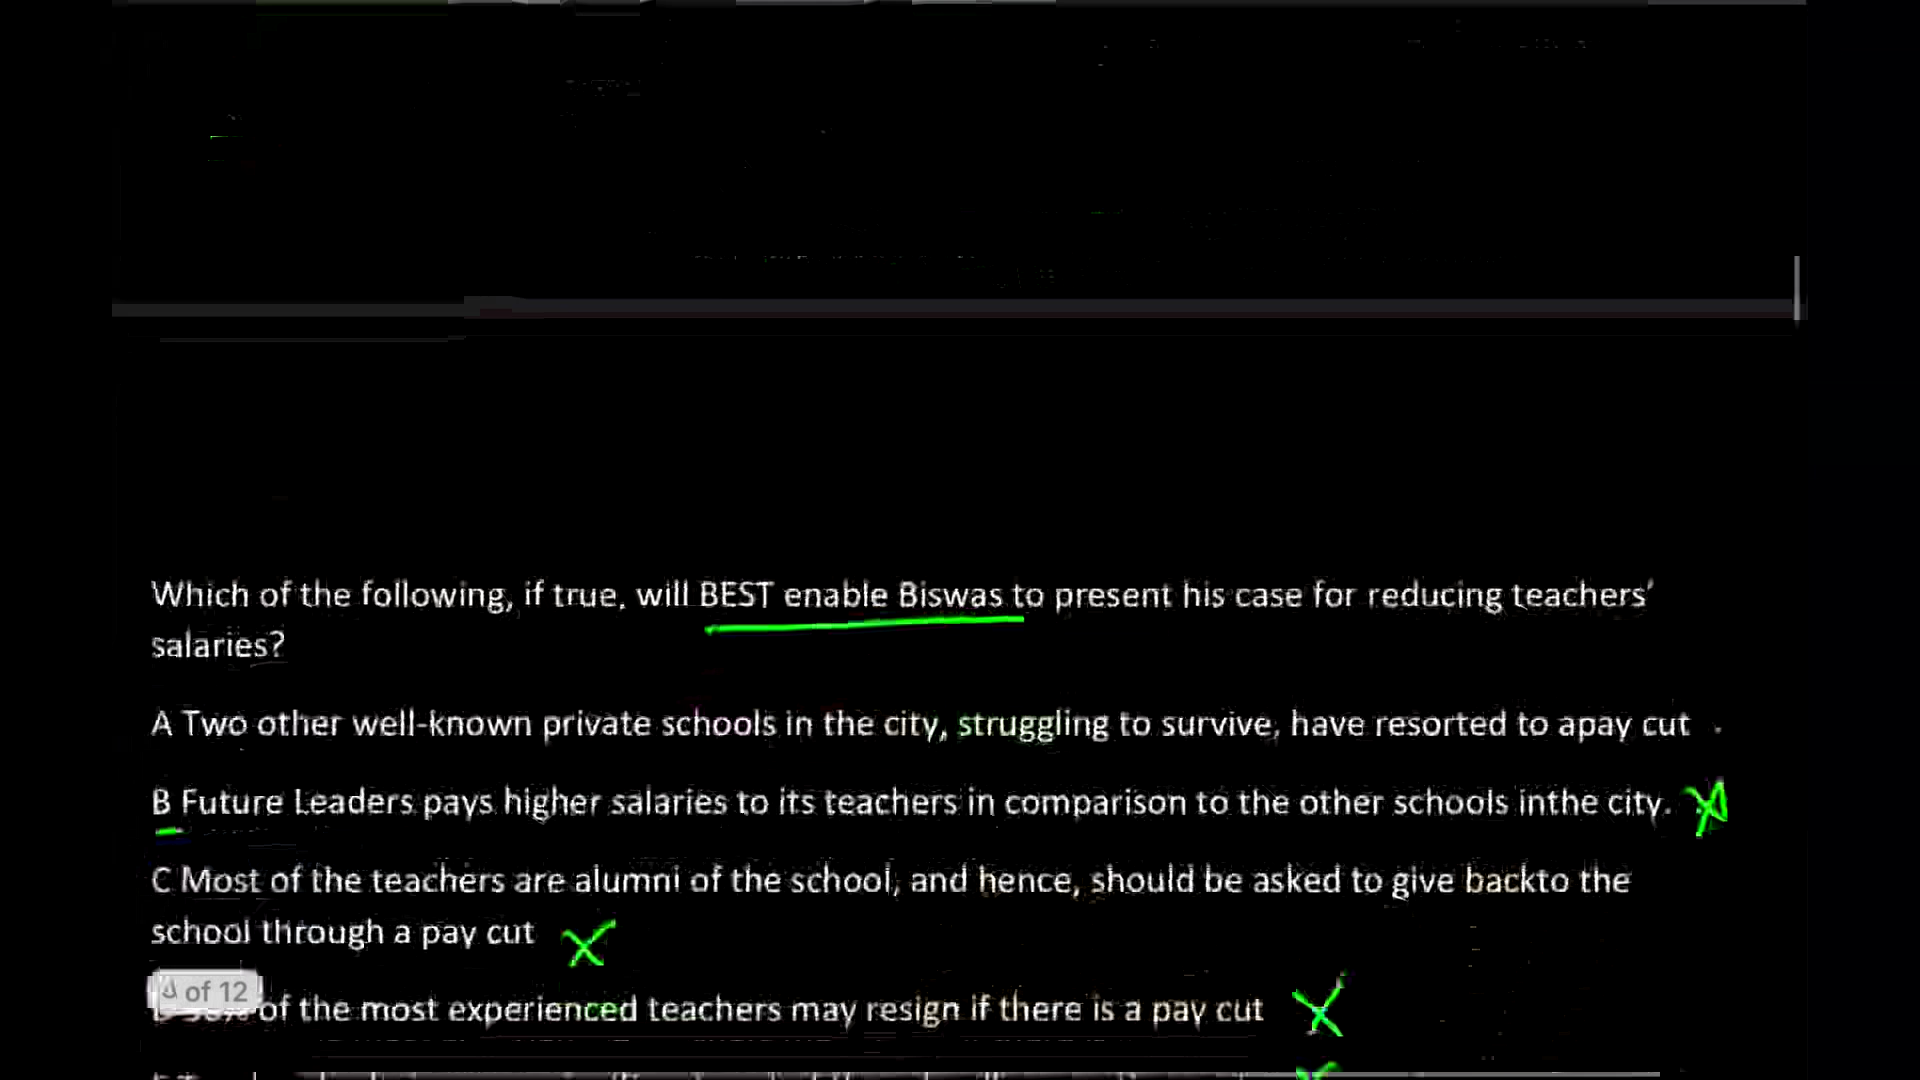 Which of the following, if true, will BEST enable Biswas to present his case for reducing teachers'
salaries?
A Two other well-known private schools in the city, struggling to survive, have resorted to apay cut
B Future Leaders pays higher salaries to its teachers in comparison to the other schools inthe city.
C Most of the teachers are alumni of the school, and hence, should be asked to give backto the
school through a pay cut
of 12
of the most experienced teachers may resign if there is a pay cut